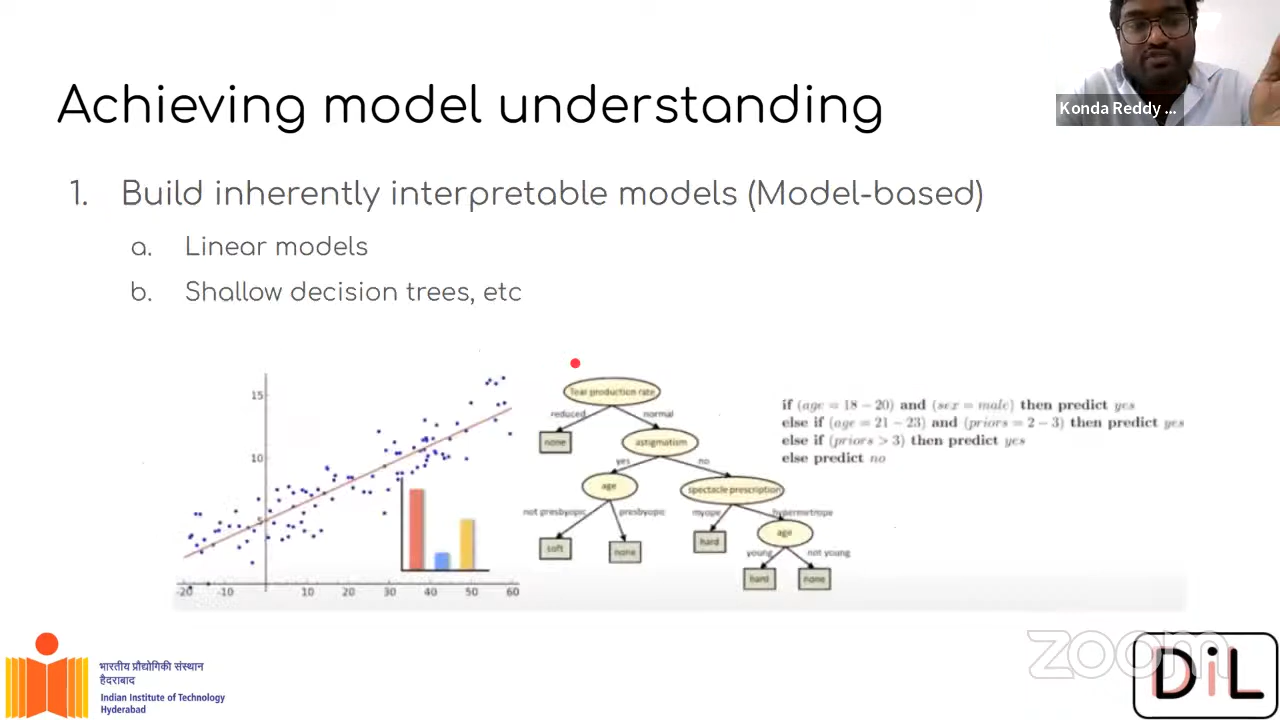 Konda Reddy ...
Achieving model understanding
1. Build inherently interpretable models (Model-based)
a. Linear models
b. Shallow decision trees, etc
15
10
5
-20 -10 10 20 30 40 50 60
Tear production rate
reduced normal
none astigmatism
yes no
age spectacle prescription
not presbyopic presbyopic myope hypermetrope
soft none hard age
young not young
hard none
if (age = 18 − 20) and (sex = male) then predict yes
else if (age = 21 − 23) and (priors = 2 − 3) then predict yes
else if (priors > 3) then predict yes
else predict no
भारतीय प्रौद्योगिकी संस्थान
हैदराबाद
Indian Institute of Technology
Hyderabad
zoom
DiL